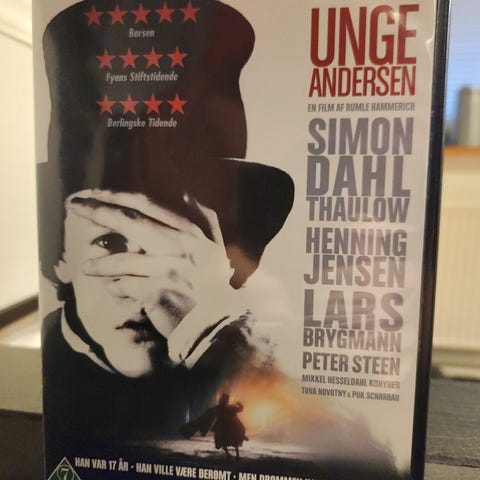 Børsen
Fyens Stiftstidende
Berlingske Tidende
UNGE
ANDERSEN
EN FILM AF RUMLE HAMMERICH
SIMON
DAHL
THAULOW
HENNING
JENSEN
LARS
BRYGMANN
PETER STEEN
MIKKEL HESSELDAHL KONYHER
TUVA NOVOTNY & PUK SCHARBAU
HAN VAR 17 ÅR · HAN VILLE VÆRE BERØMT · MEN DRØMMEN
7